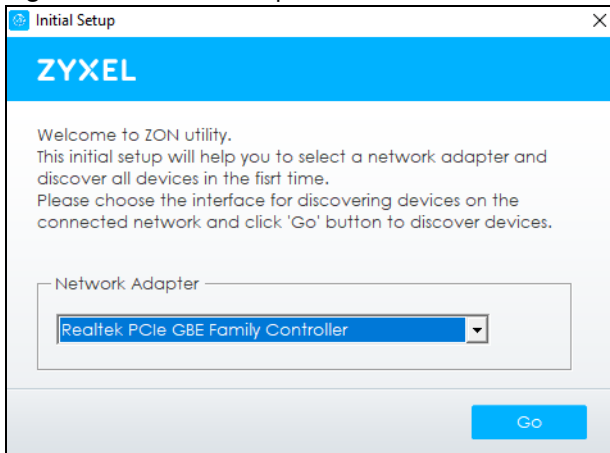 Initial Setup
ZYXEL
Welcome to ZON utility.
This initial setup will help you to select a network adapter and
discover all devices in the fisrt time.
Please choose the interface for discovering devices on the
connected network and click 'Go' button to discover devices.
Network Adapter
Realtek PCIe GBE Family Controller
Go